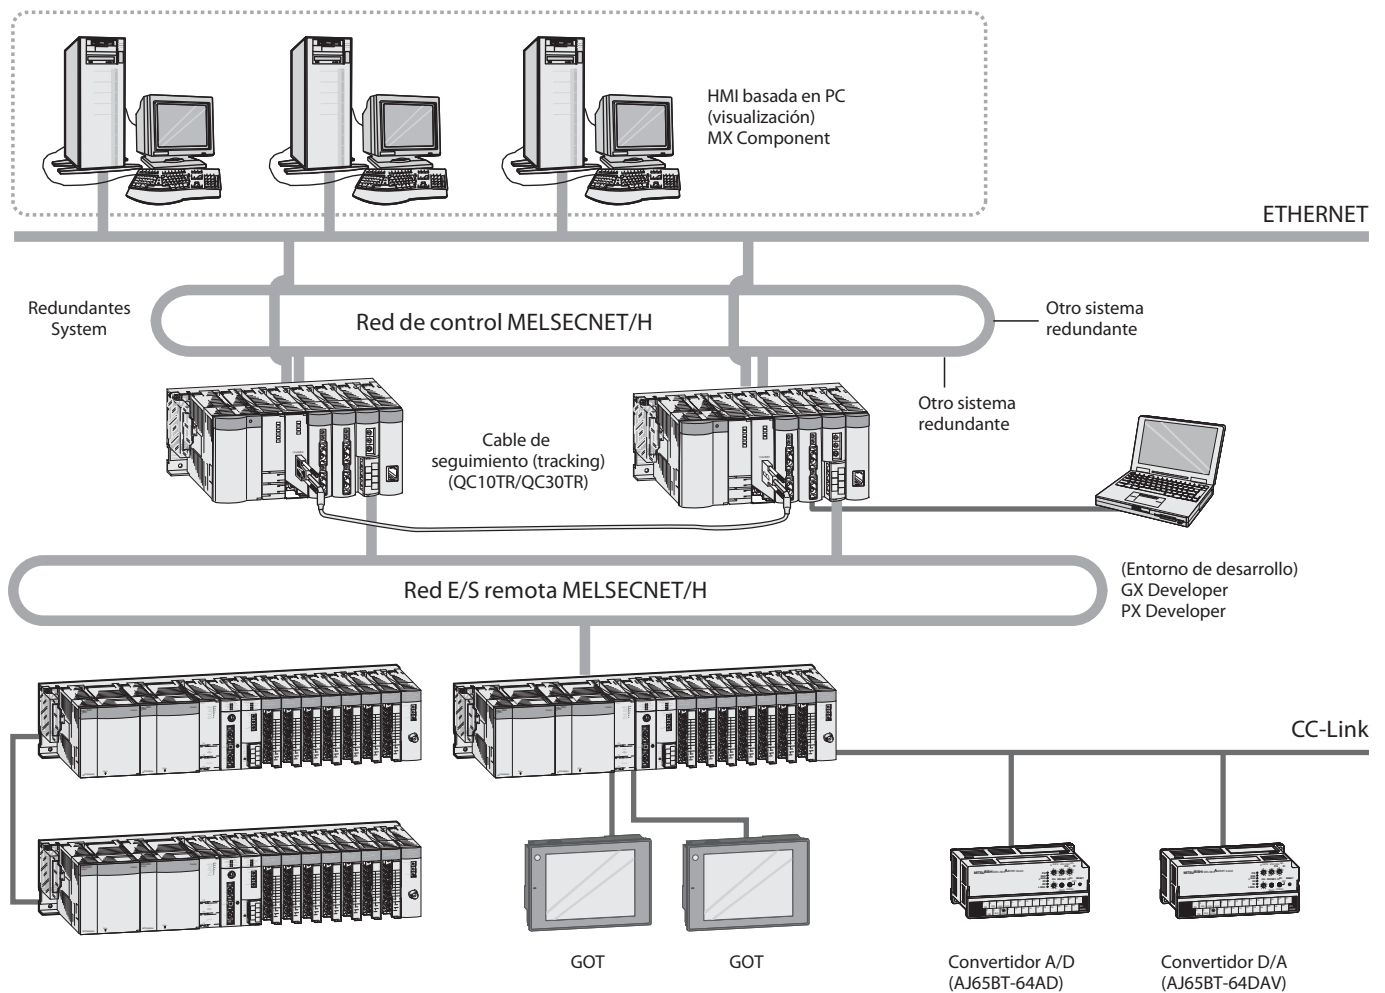 HMI basada en PC
(visualización)
MX Component
ETHERNET
Redundantes
System
Red de control MELSECNET/H
Otro sistema
redundante
Otro sistema
redundante
Cable de
seguimiento (tracking)
(QC10TR/QC30TR)
(Entorno de desarrollo)
GX Developer
PX Developer
Red E/S remota MELSECNET/H
CC-Link
GOT
GOT
Convertidor A/D
(AJ65BT-64AD)
Convertidor D/A
(AJ65BT-64DAV)